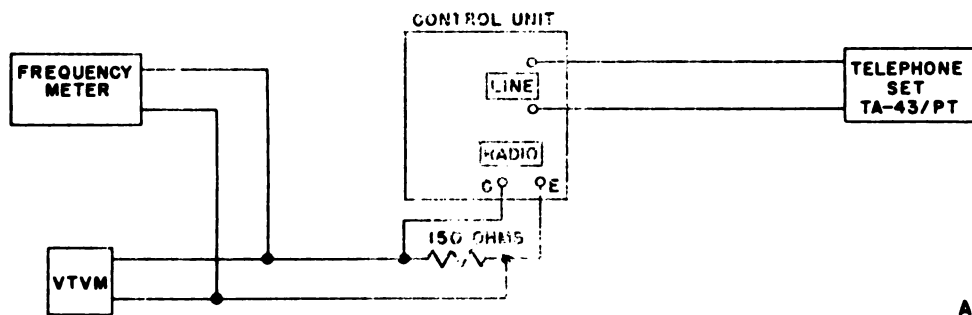 CONTROL UNIT
FREQUENCY
METER
LINE
TELEPHONE
SET
TA-43/PT
RADIO
C E
150 OHMS
VTVM
A